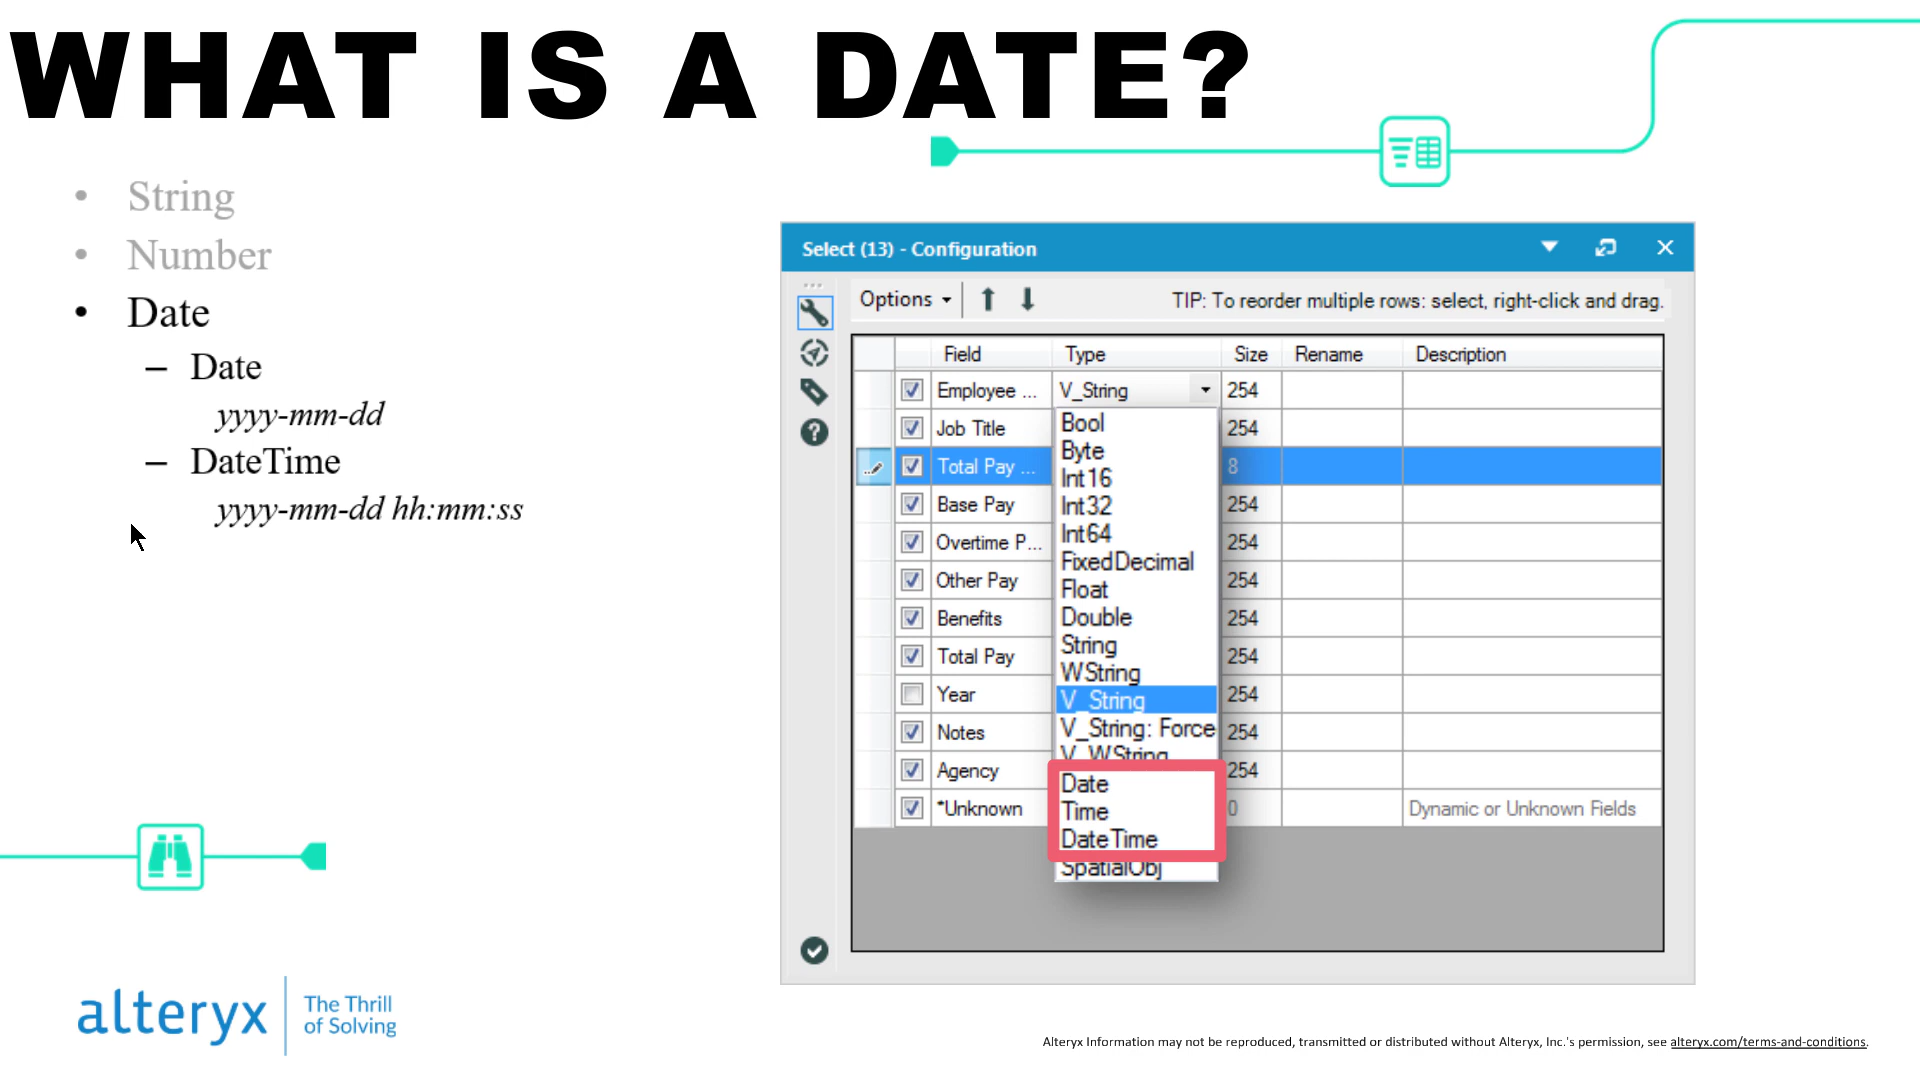 WHAT IS A DATE?
• String
• Number
• Date
– Date
yyyy-mm-dd
– DateTime
yyyy-mm-dd hh:mm:ss
Select (13) - Configuration
Options
TIP: To reorder multiple rows: select, right-click and drag.
Field Type Size Rename Description
Employee ... V_String 254
Job Title 254
Total Pay ... 8
Base Pay 254
Overtime P... 254
Other Pay 254
Benefits 254
Total Pay 254
Year 254
Notes 254
Agency 254
*Unknown 0 Dynamic or Unknown Fields
Bool
Byte
Int16
Int32
Int64
FixedDecimal
Float
Double
String
WString
V_String
V_String: Force
V_WString
Date
Time
DateTime
SpatialObj
alteryx
The Thrill
of Solving
Alteryx Information may not be reproduced, transmitted or distributed without Alteryx, Inc.'s permission, see alteryx.com/terms-and-conditions.